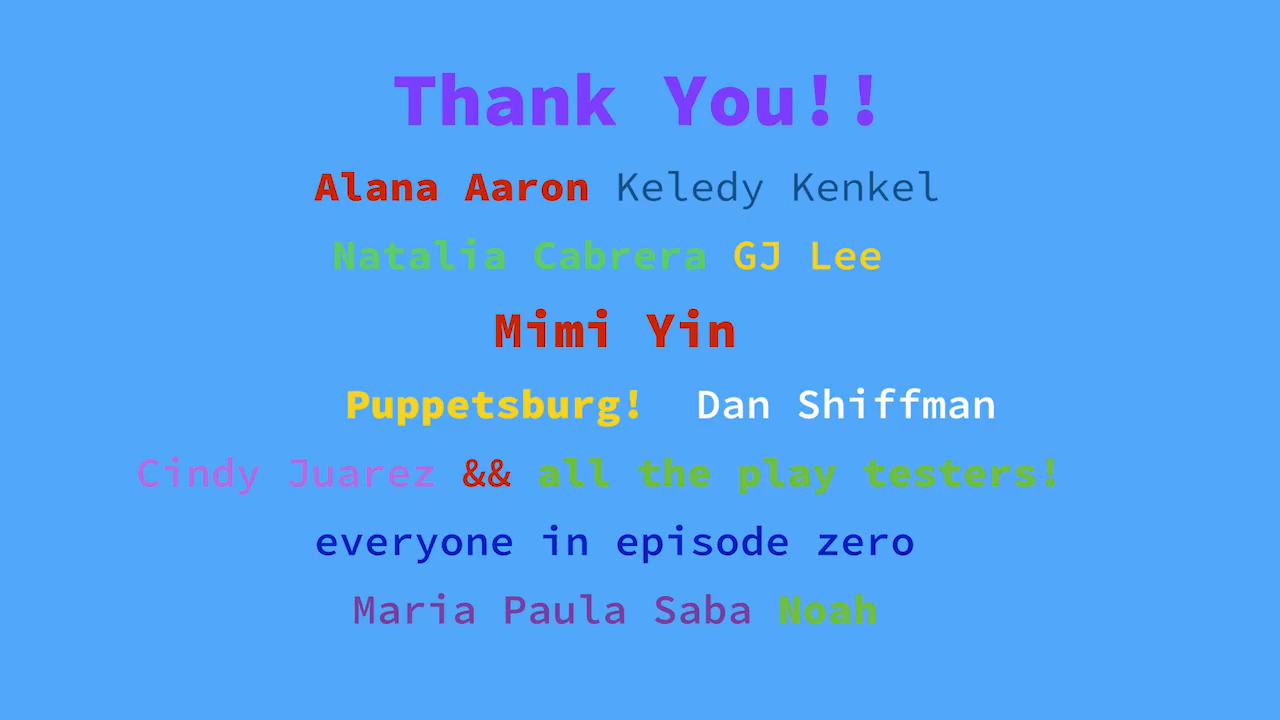 Thank You!!
Alana Aaron Keledy Kenkel
Natalia Cabrera GJ Lee
Mimi Yin
Puppetsburg! Dan Shiffman
Cindy Juarez && all the play testers!
everyone in episode zero
Maria Paula Saba Noah